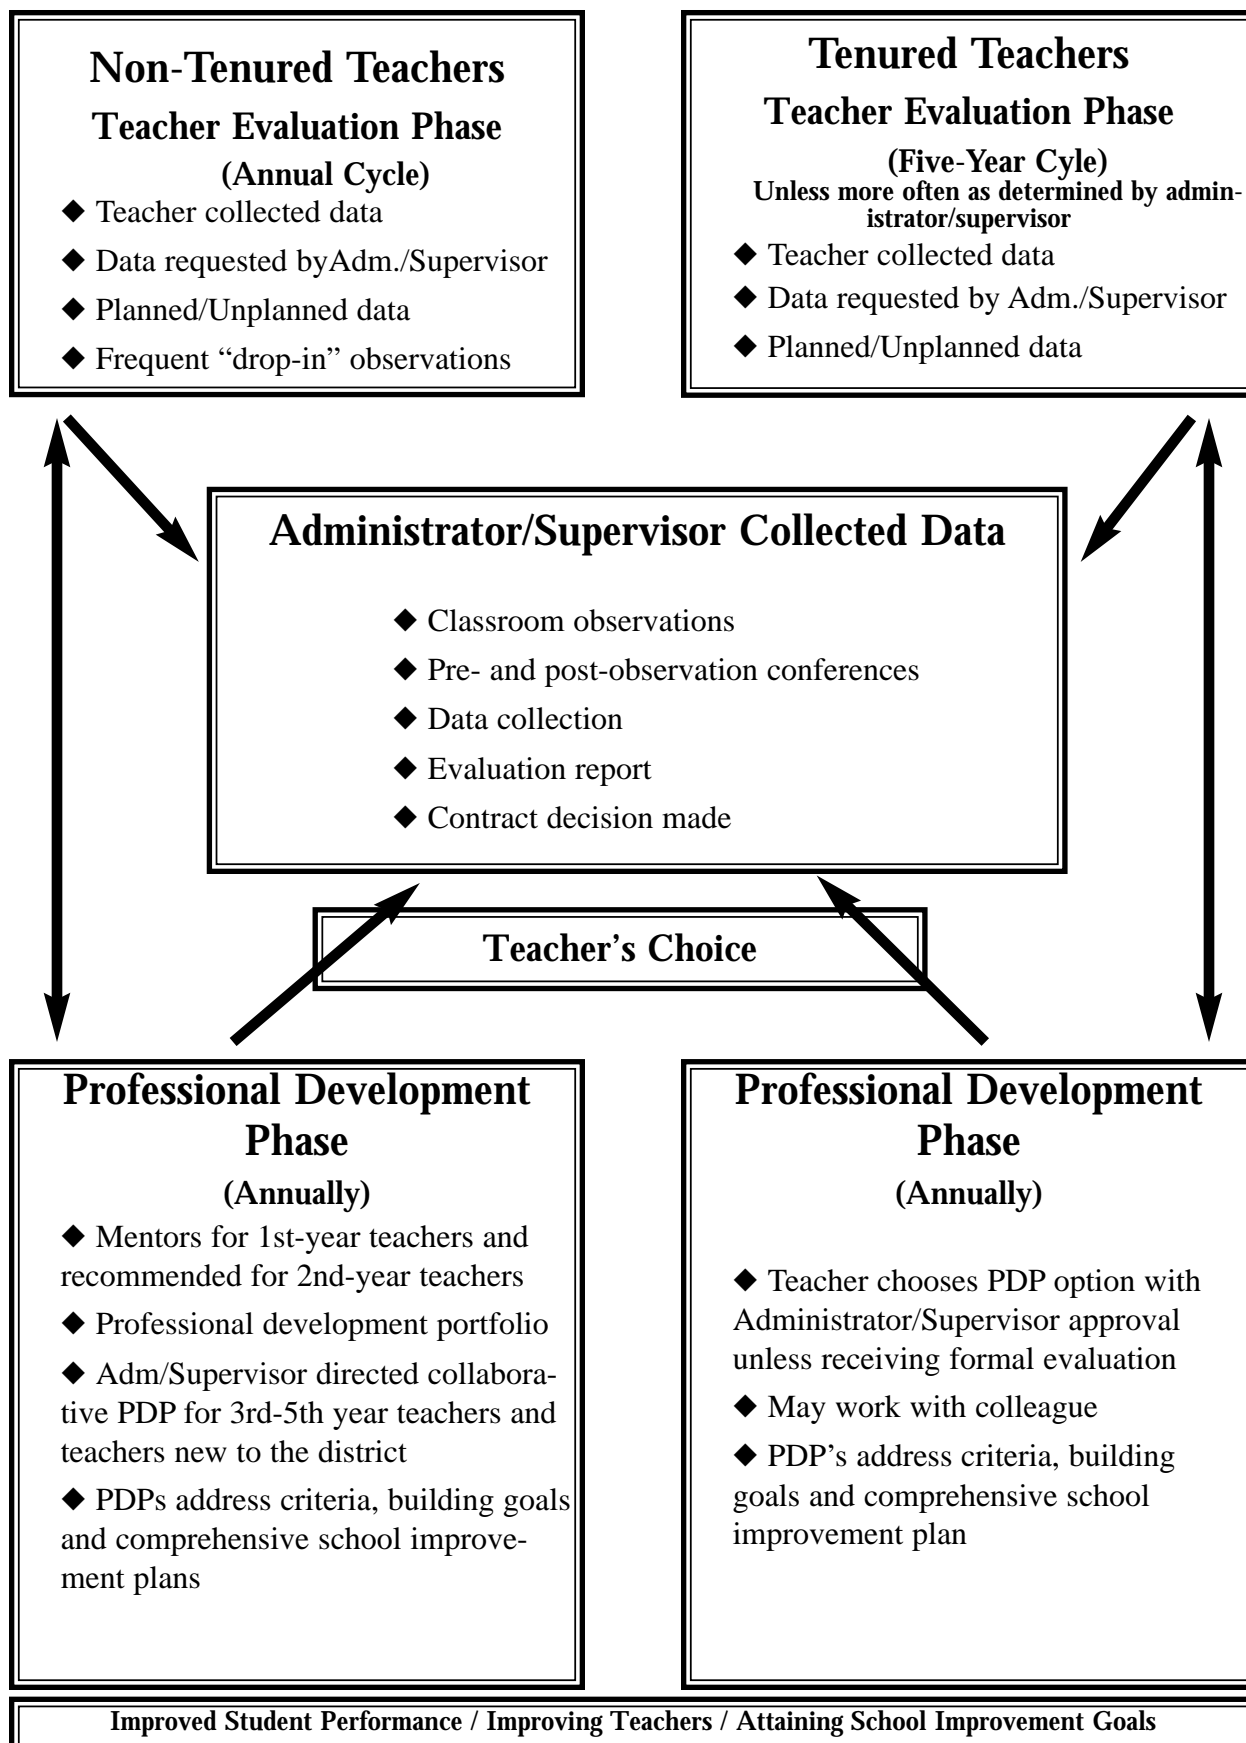 Non-Tenured Teachers
Teacher Evaluation Phase
(Annual Cycle)
◆ Teacher collected data
◆ Data requested byAdm./Supervisor
◆ Planned/Unplanned data
◆ Frequent “drop-in” observations
Tenured Teachers
Teacher Evaluation Phase
(Five-Year Cyle)
Unless more often as determined by admin-
istrator/supervisor
◆ Teacher collected data
◆ Data requested by Adm./Supervisor
◆ Planned/Unplanned data
Administrator/Supervisor Collected Data
◆ Classroom observations
◆ Pre- and post-observation conferences
◆ Data collection
◆ Evaluation report
◆ Contract decision made
Teacher’s Choice
Professional Development
Phase
(Annually)
◆ Mentors for 1st-year teachers and
recommended for 2nd-year teachers
◆ Professional development portfolio
◆ Adm/Supervisor directed collabora-
tive PDP for 3rd-5th year teachers and
teachers new to the district
◆ PDPs address criteria, building goals
and comprehensive school improve-
ment plans
Professional Development
Phase
(Annually)
◆ Teacher chooses PDP option with
Administrator/Supervisor approval
unless receiving formal evaluation
◆ May work with colleague
◆ PDP’s address criteria, building
goals and comprehensive school
improvement plan
Improved Student Performance / Improving Teachers / Attaining School Improvement Goals